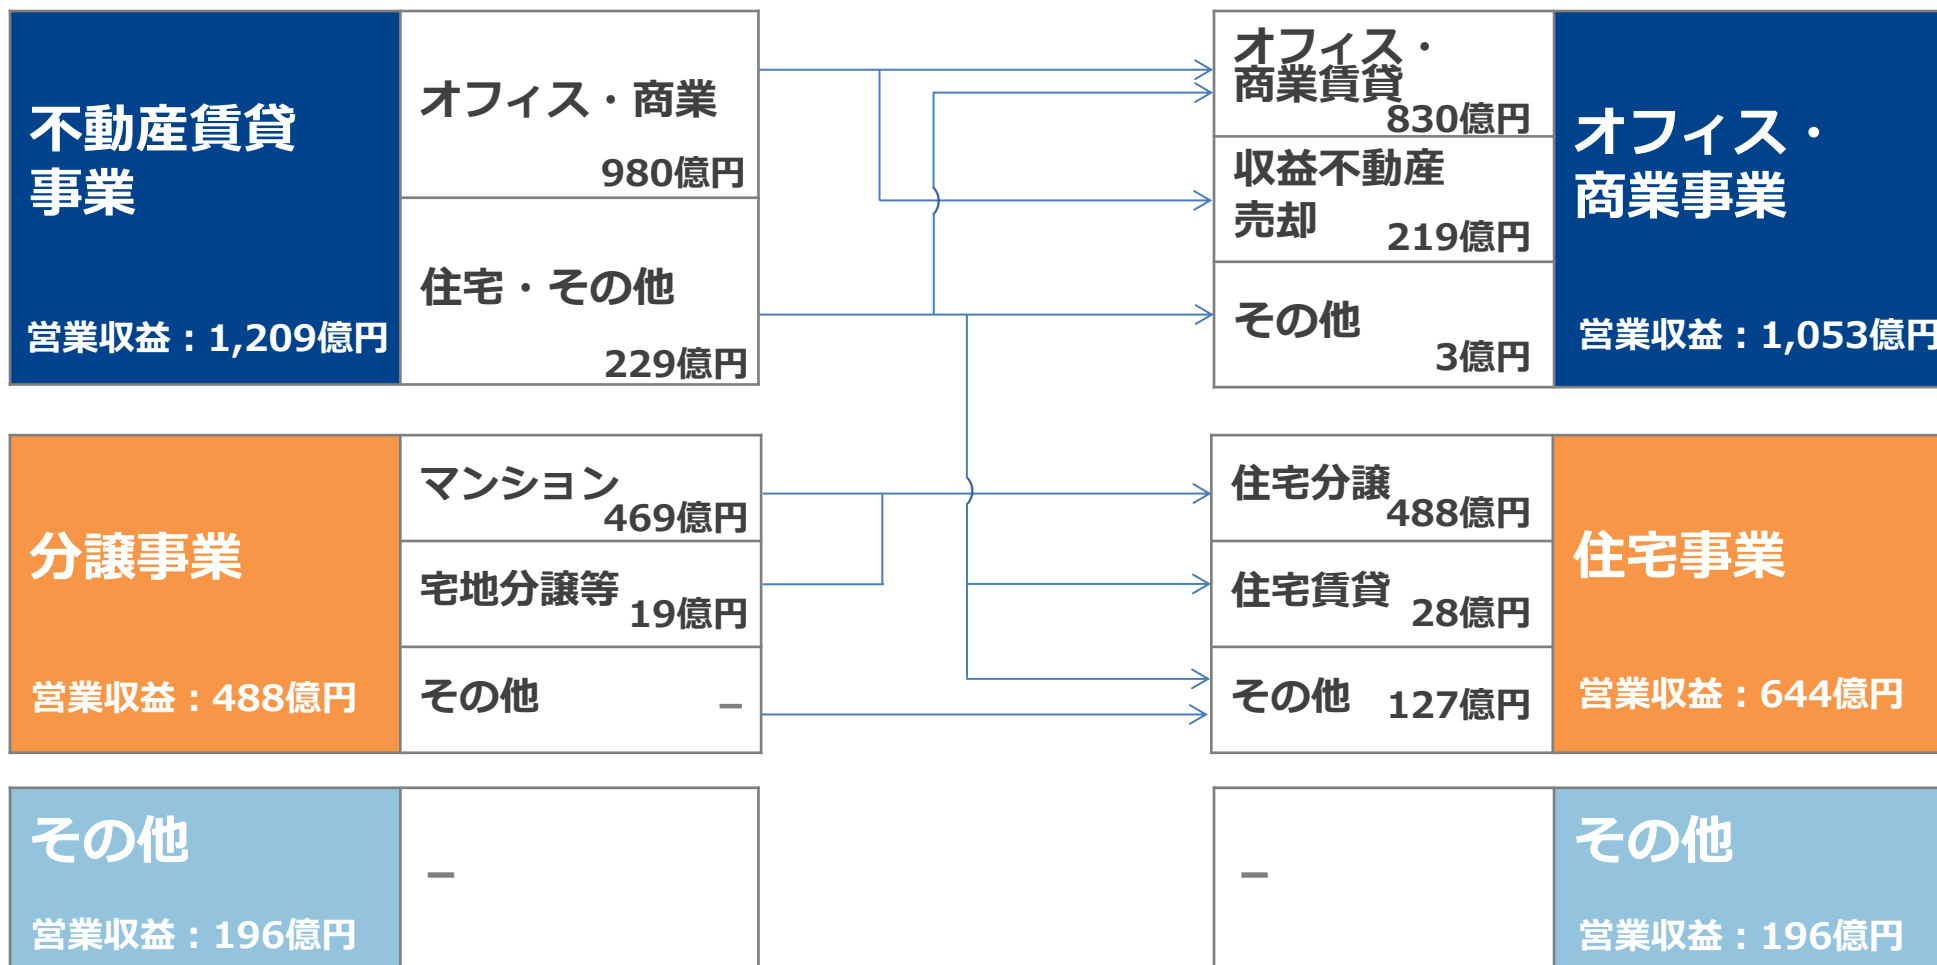 不動産賃貸
事業
営業収益：1,209億円
オフィス・商業
980億円
住宅・その他
229億円
オフィス・
商業賃貸
830億円
収益不動産
売却
219億円
その他
3億円
オフィス・
商業事業
営業収益：1,053億円
分譲事業
営業収益：488億円
マンション
469億円
宅地分譲等
19億円
その他
–
住宅分譲
488億円
住宅賃貸
28億円
その他
127億円
住宅事業
営業収益：644億円
その他
営業収益：196億円
–
–
その他
営業収益：196億円